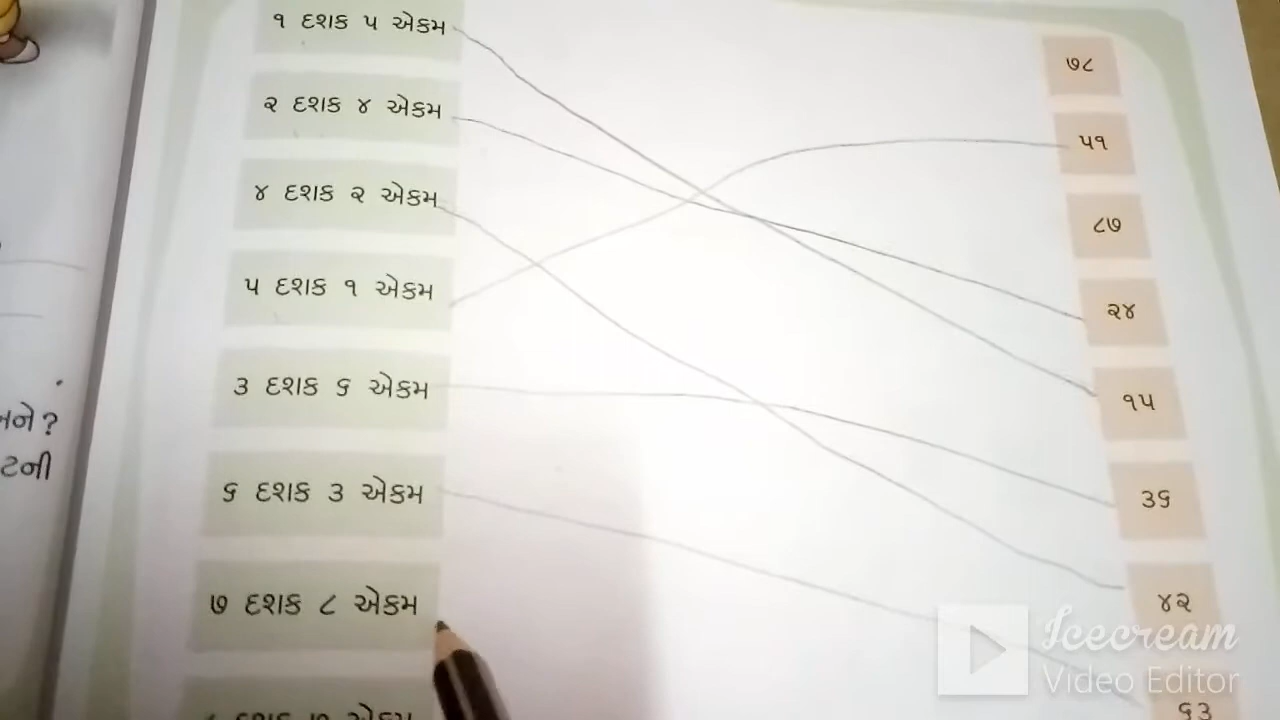 ૧ દશક ૫ એકમ
૨ દશક ૪ એકમ
૪ દશક ૨ એકમ
૫ દશક ૧ એકમ
૩ દશક ૬ એકમ
૬ દશક ૩ એકમ
૭ દશક ૮ એકમ
૭૮
૫૧
૮૭
૨૪
૧૫
૩૬
૪૨
૬૩
Icecream
Video Editor